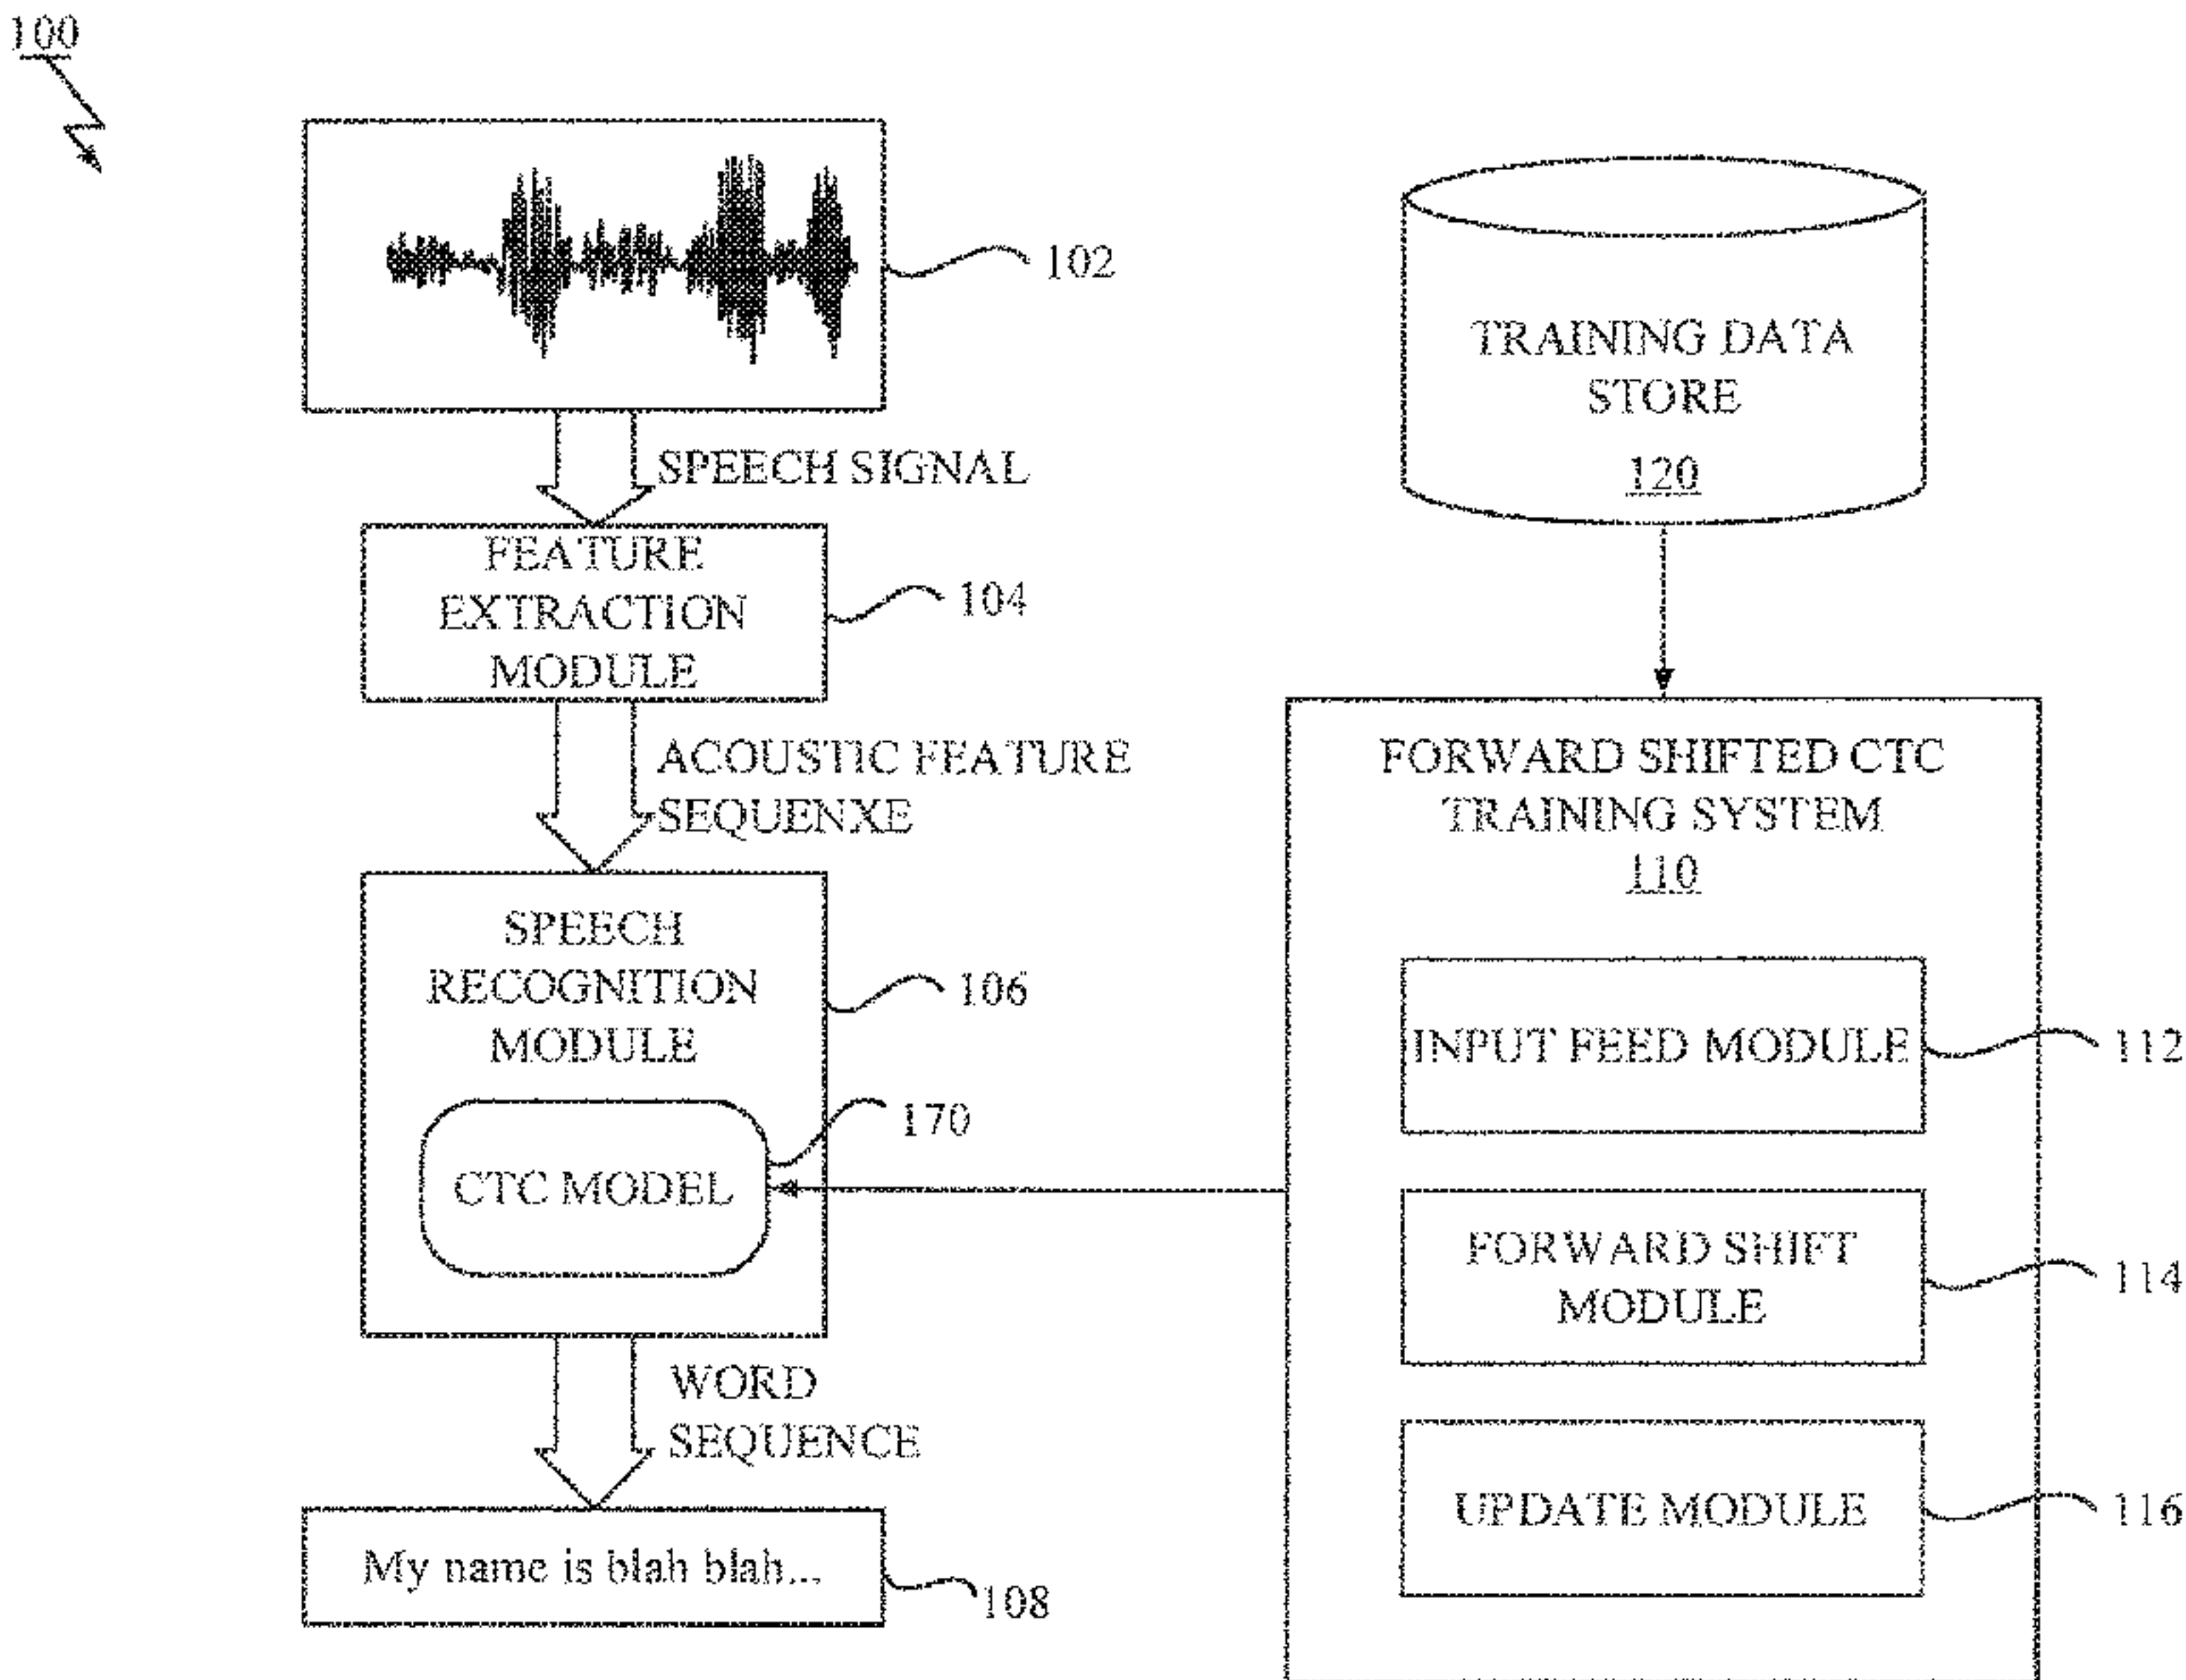 100
102
SPEECH SIGNAL
FEATURE
EXTRACTION
MODULE
104
ACOUSTIC FEATURE
SEQUENXE
SPEECH
RECOGNITION
MODULE
106
170
CTC MODEL
WORD
SEQUENCE
My name is blah blah...
108
TRAINING DATA
STORE
120
FORWARD SHIFTED CTC
TRAINING SYSTEM
110
INPUT FEED MODULE
112
FORWARD SHIFT
MODULE
114
UPDATE MODULE
116